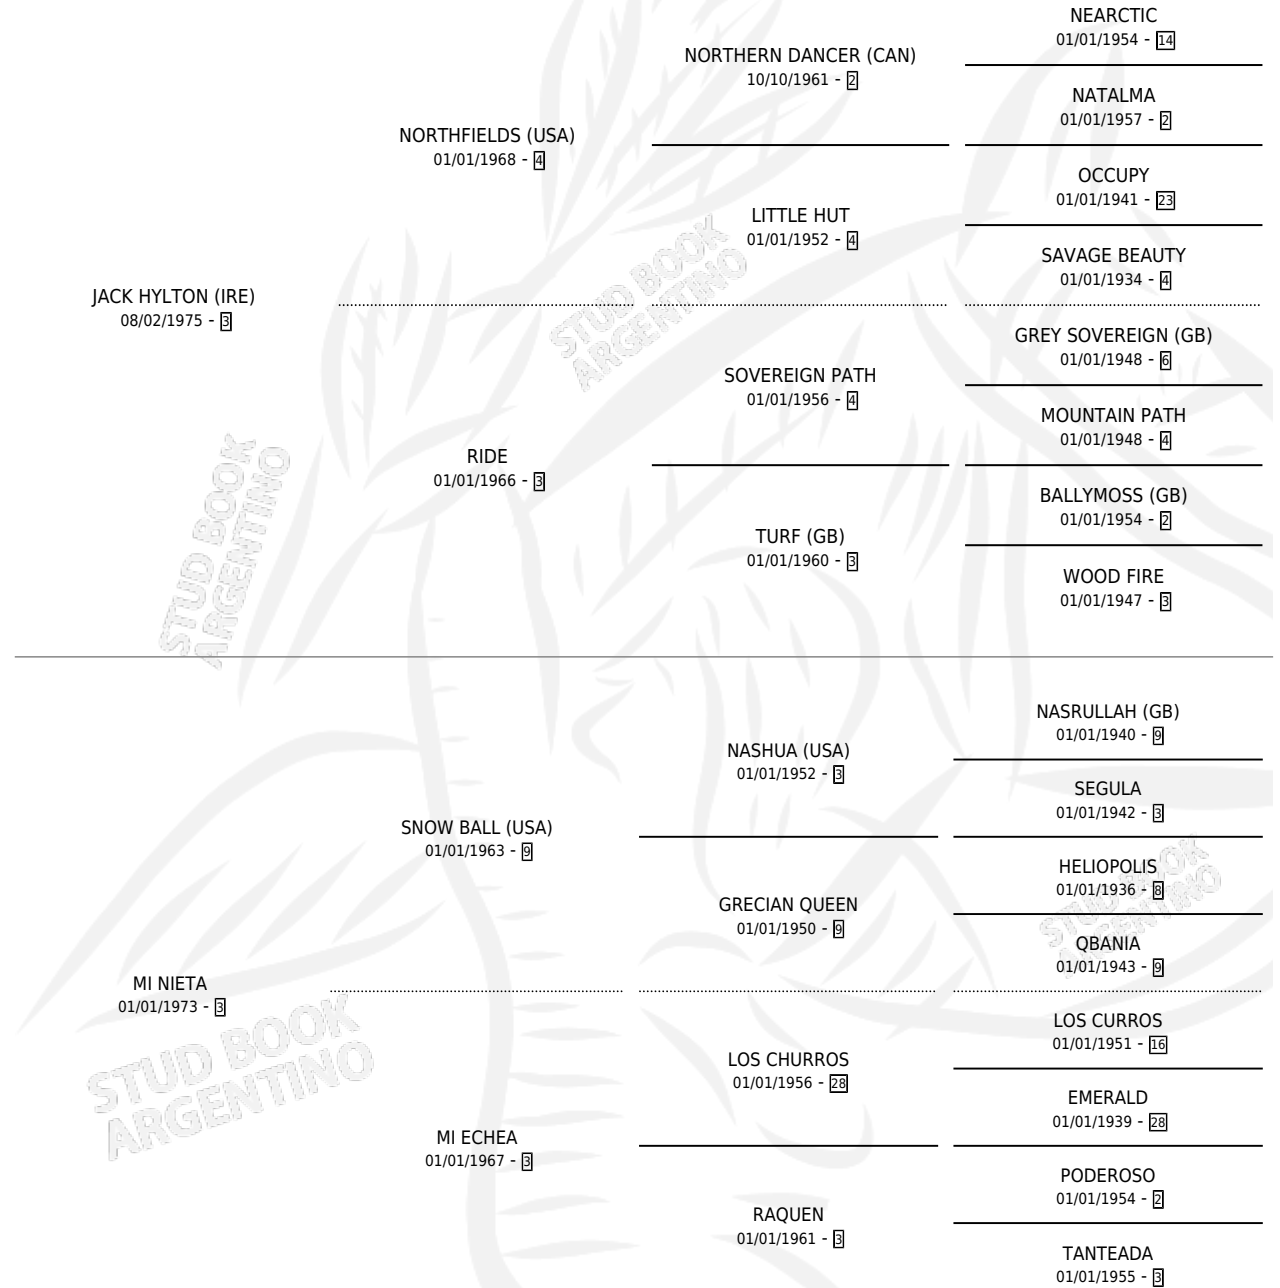 NEARCTIC
01/01/1954 - 14
NORTHERN DANCER (CAN)
10/10/1961 - 2
NATALMA
01/01/1957 - 2
NORTHFIELDS (USA)
01/01/1968 - 4
OCCUPY
01/01/1941 - 23
LITTLE HUT
01/01/1952 - 4
SAVAGE BEAUTY
01/01/1934 - 4
JACK HYLTON (IRE)
08/02/1975 - 3
GREY SOVEREIGN (GB)
01/01/1948 - 6
SOVEREIGN PATH
01/01/1956 - 4
MOUNTAIN PATH
01/01/1948 - 4
RIDE
01/01/1966 - 3
BALLYMOSS (GB)
01/01/1954 - 2
TURF (GB)
01/01/1960 - 3
WOOD FIRE
01/01/1947 - 3
NASRULLAH (GB)
01/01/1940 - 9
NASHUA (USA)
01/01/1952 - 3
SEGULA
01/01/1942 - 3
SNOW BALL (USA)
01/01/1963 - 9
HELIOPOLIS
01/01/1936 - 8
GRECIAN QUEEN
01/01/1950 - 9
QBANIA
01/01/1943 - 9
MI NIETA
01/01/1973 - 3
LOS CURROS
01/01/1951 - 16
LOS CHURROS
01/01/1956 - 28
EMERALD
01/01/1939 - 28
MI ECHEA
01/01/1967 - 3
PODEROSO
01/01/1954 - 2
RAQUEN
01/01/1961 - 3
TANTEADA
01/01/1955 - 3
STUD BOOK
ARGENTINO
STUD BOOK
ARGENTINO
STUD BOOK
ARGENTINO
STUD BOOK
ARGENTINO